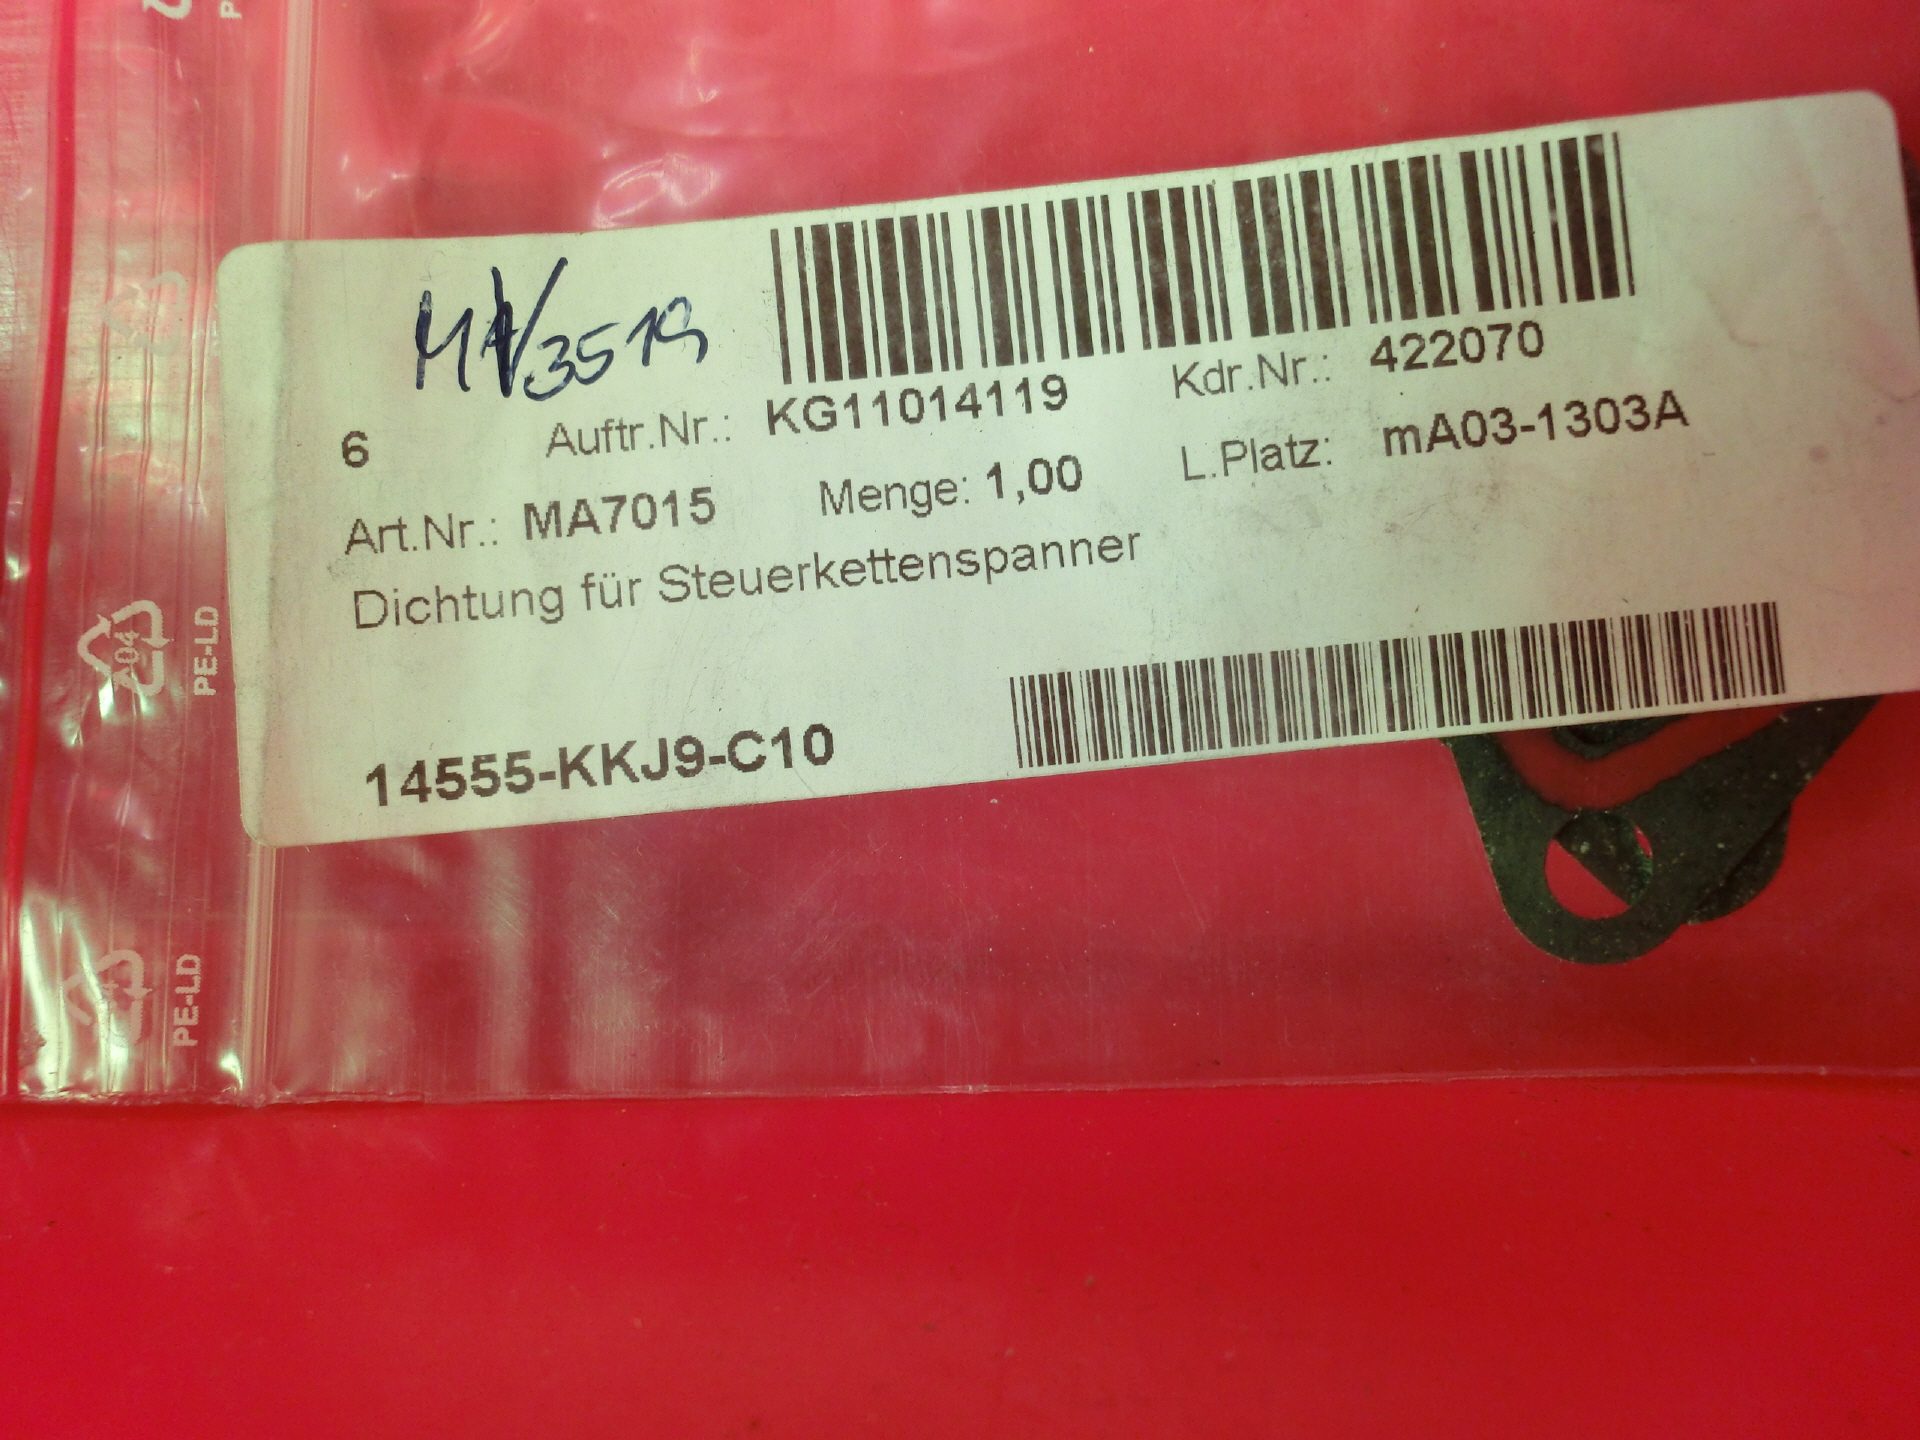 MA/3519
6 Auftr.Nr.: KG11014119 Kdr.Nr.: 422070
Art.Nr.: MA7015 Menge: 1,00 L.Platz: mA03-1303A
Dichtung für Steuerkettenspanner
14555-KKJ9-C10
04
PE-LD
PE-LD